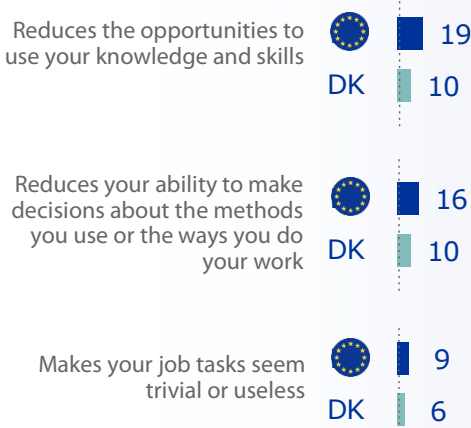 Reduces the opportunities to
use your knowledge and skills
19
DK
10
Reduces your ability to make
decisions about the methods
you use or the ways you do
your work
16
DK
10
Makes your job tasks seem
trivial or useless
9
DK
6